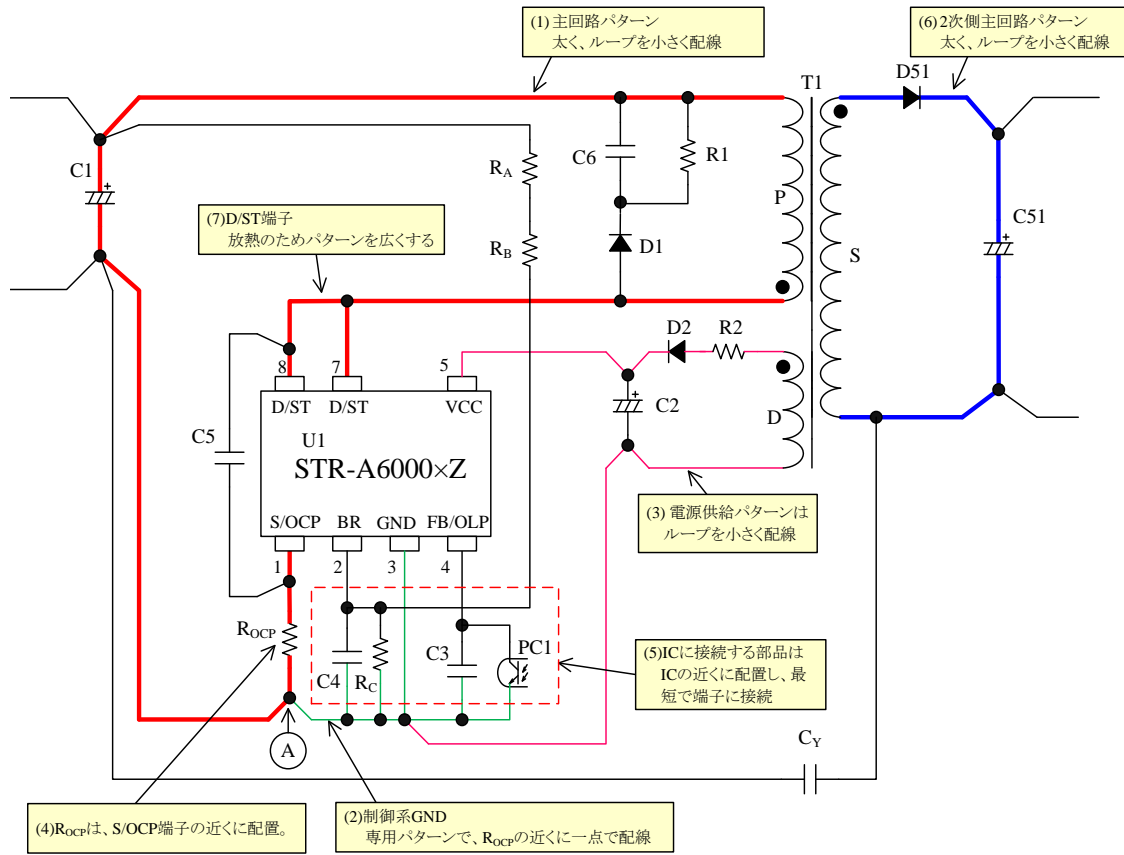 (1) 主回路パターン
太く、ループを小さく配線
(6) 2次側主回路パターン
太く、ループを小さく配線
D51
T1
C1
R_A
C6
R1
P
(7)D/ST端子
放熱のためパターンを広くする
R_B
D1
S
C51
D2
R2
8
7
5
D/ST
D/ST
VCC
C2
D
C5
U1
STR-A6000×Z
(3) 電源供給パターンは
ループを小さく配線
S/OCP
BR
GND
FB/OLP
1
2
3
4
R_OCP
C4
R_C
C3
PC1
(5)ICに接続する部品は
ICの近くに配置し、最
短で端子に接続
A
C_Y
(4)R_OCPは、S/OCP端子の近くに配置。
(2)制御系GND
専用パターンで、R_OCPの近くに一点で配線